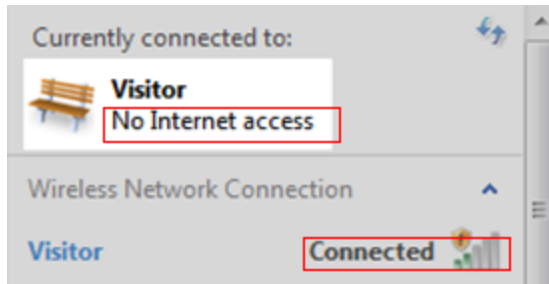 Currently connected to:
Visitor
No Internet access
Wireless Network Connection
Visitor Connected